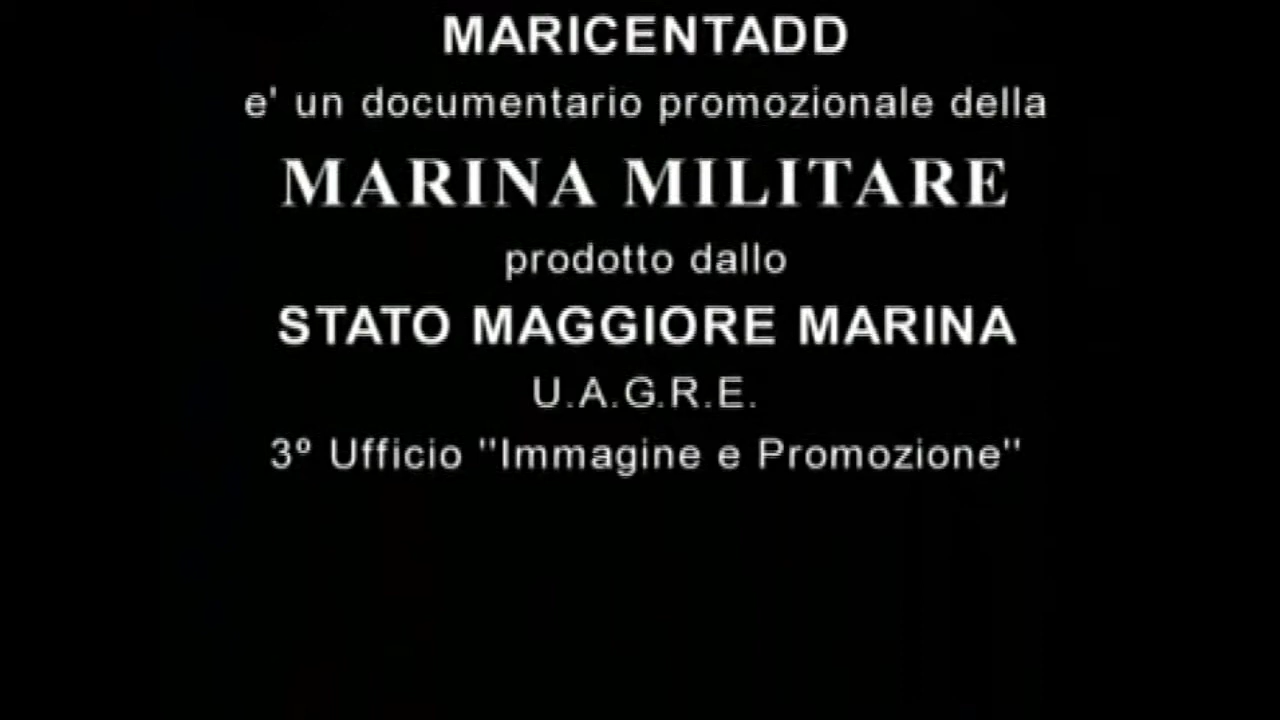 MARICENTADD
e' un documentario promozionale della
MARINA MILITARE
prodotto dallo
STATO MAGGIORE MARINA
U.A.G.R.E.
3º Ufficio "Immagine e Promozione"